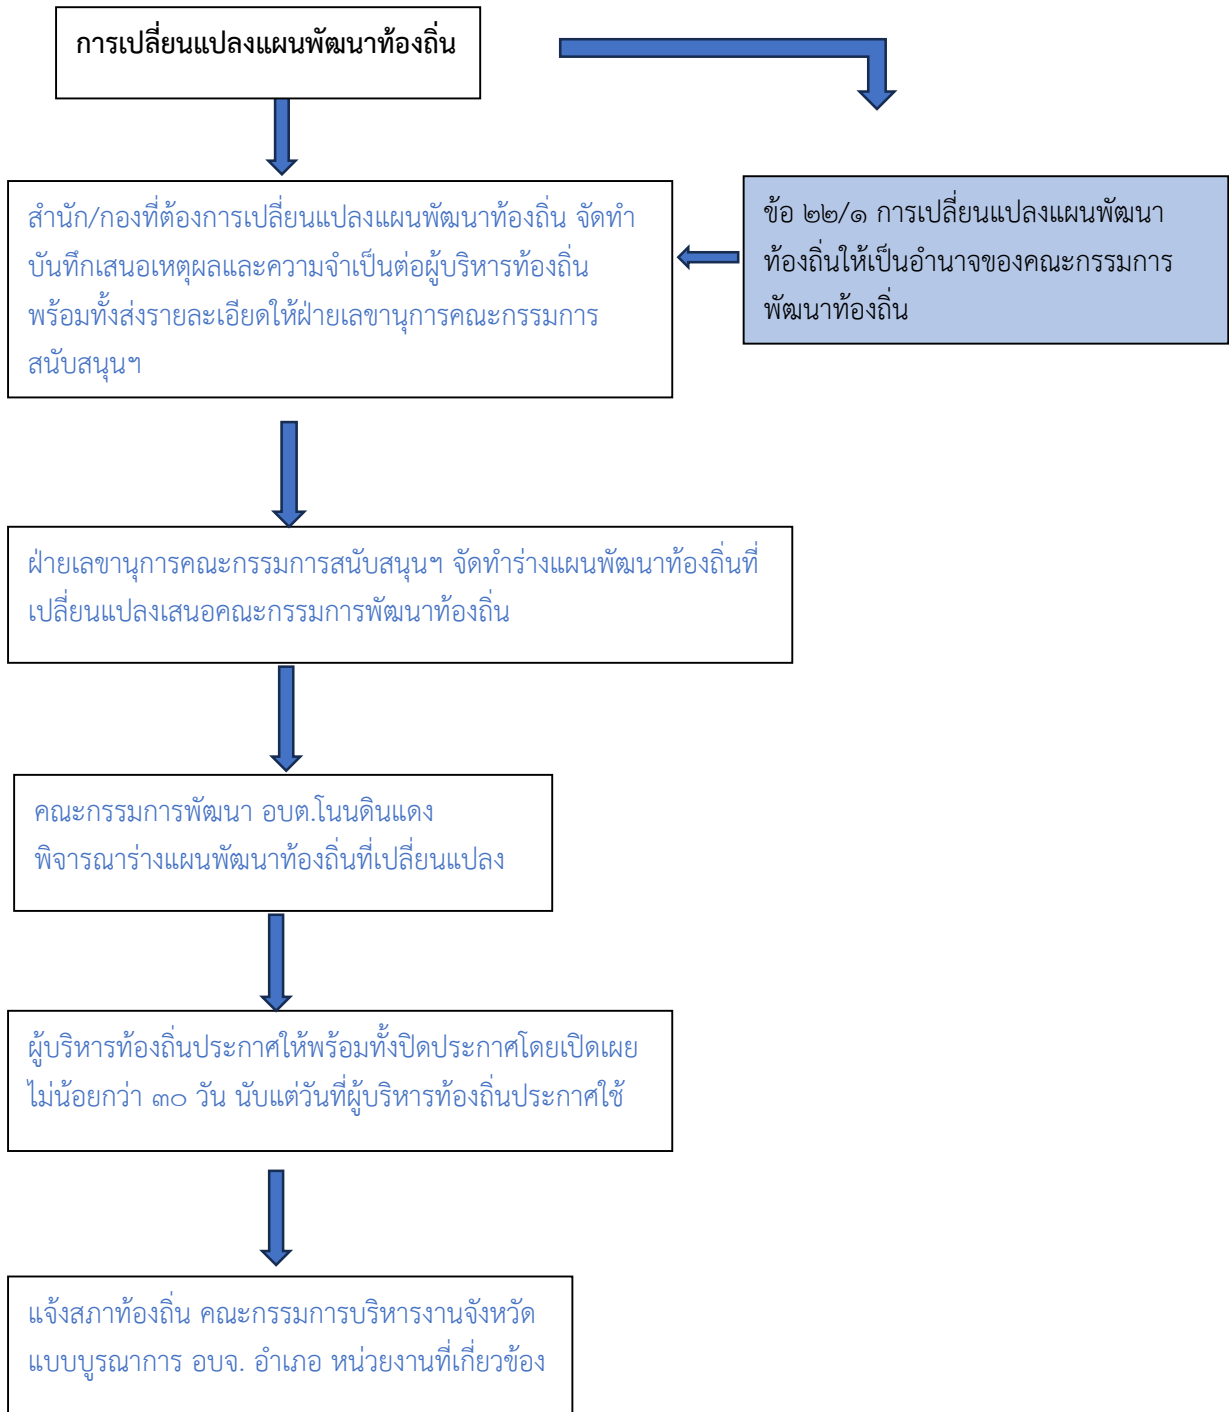 การเปลี่ยนแปลงแผนพัฒนาท้องถิ่น
สำนัก/กองที่ต้องการเปลี่ยนแปลงแผนพัฒนาท้องถิ่น จัดทำ
บันทึกเสนอเหตุผลและความจำเป็นต่อผู้บริหารท้องถิ่น
พร้อมทั้งส่งรายละเอียดให้ฝ่ายเลขานุการคณะกรรมการ
สนับสนุนฯ
ข้อ ๒๒/๑ การเปลี่ยนแปลงแผนพัฒนา
ท้องถิ่นให้เป็นอำนาจของคณะกรรมการ
พัฒนาท้องถิ่น
ฝ่ายเลขานุการคณะกรรมการสนับสนุนฯ จัดทำร่างแผนพัฒนาท้องถิ่นที่
เปลี่ยนแปลงเสนอคณะกรรมการพัฒนาท้องถิ่น
คณะกรรมการพัฒนา อบต.โนนดินแดง
พิจารณาร่างแผนพัฒนาท้องถิ่นที่เปลี่ยนแปลง
ผู้บริหารท้องถิ่นประกาศให้พร้อมทั้งปิดประกาศโดยเปิดเผย
ไม่น้อยกว่า ๓๐ วัน นับแต่วันที่ผู้บริหารท้องถิ่นประกาศใช้
แจ้งสภาท้องถิ่น คณะกรรมการบริหารงานจังหวัด
แบบบูรณาการ อบจ. อำเภอ หน่วยงานที่เกี่ยวข้อง